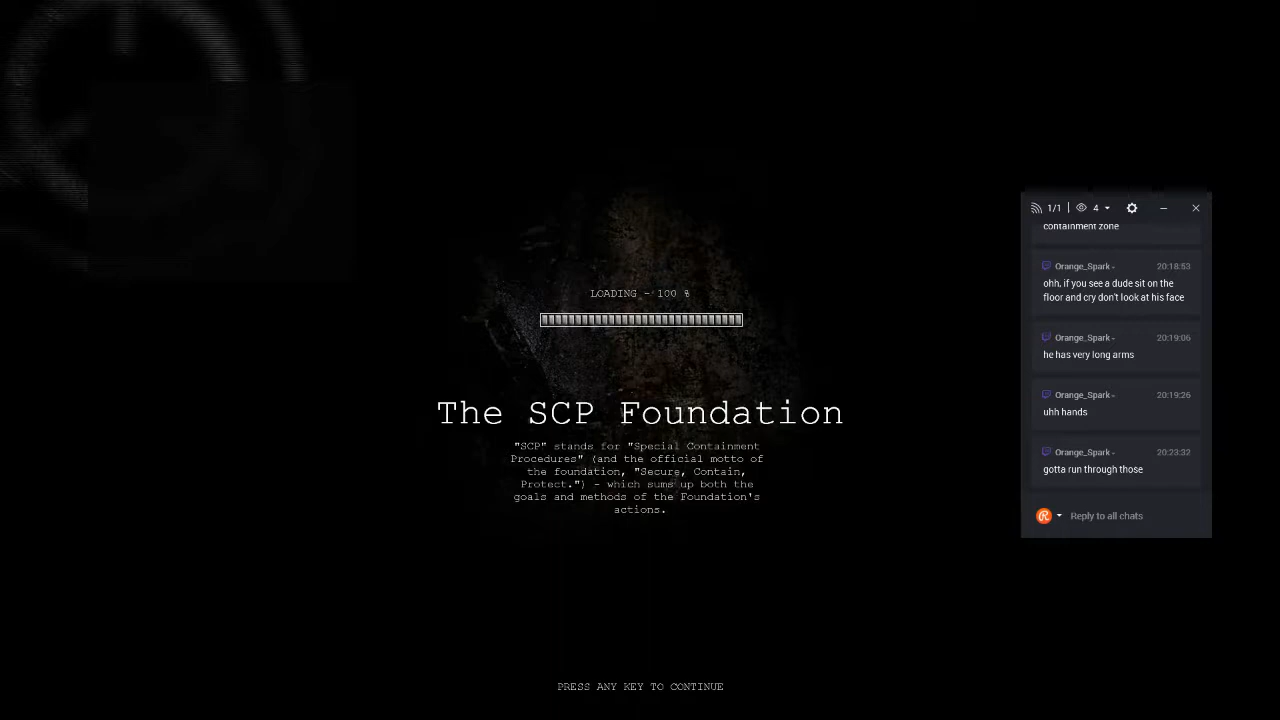 1/1 | 4
containment zone
Orange_Spark 20:18:53
ohh, if you see a dude sit on the
floor and cry don't look at his face
Orange_Spark 20:19:06
he has very long arms
Orange_Spark 20:19:26
uhh hands
Orange_Spark 20:23:32
gotta run through those
Reply to all chats
LOADING - 100 %
The SCP Foundation
"SCP" stands for "Special Containment
Procedures" (and the official motto of
the foundation, "Secure, Contain,
Protect.") - which sums up both the
goals and methods of the Foundation's
actions.
PRESS ANY KEY TO CONTINUE